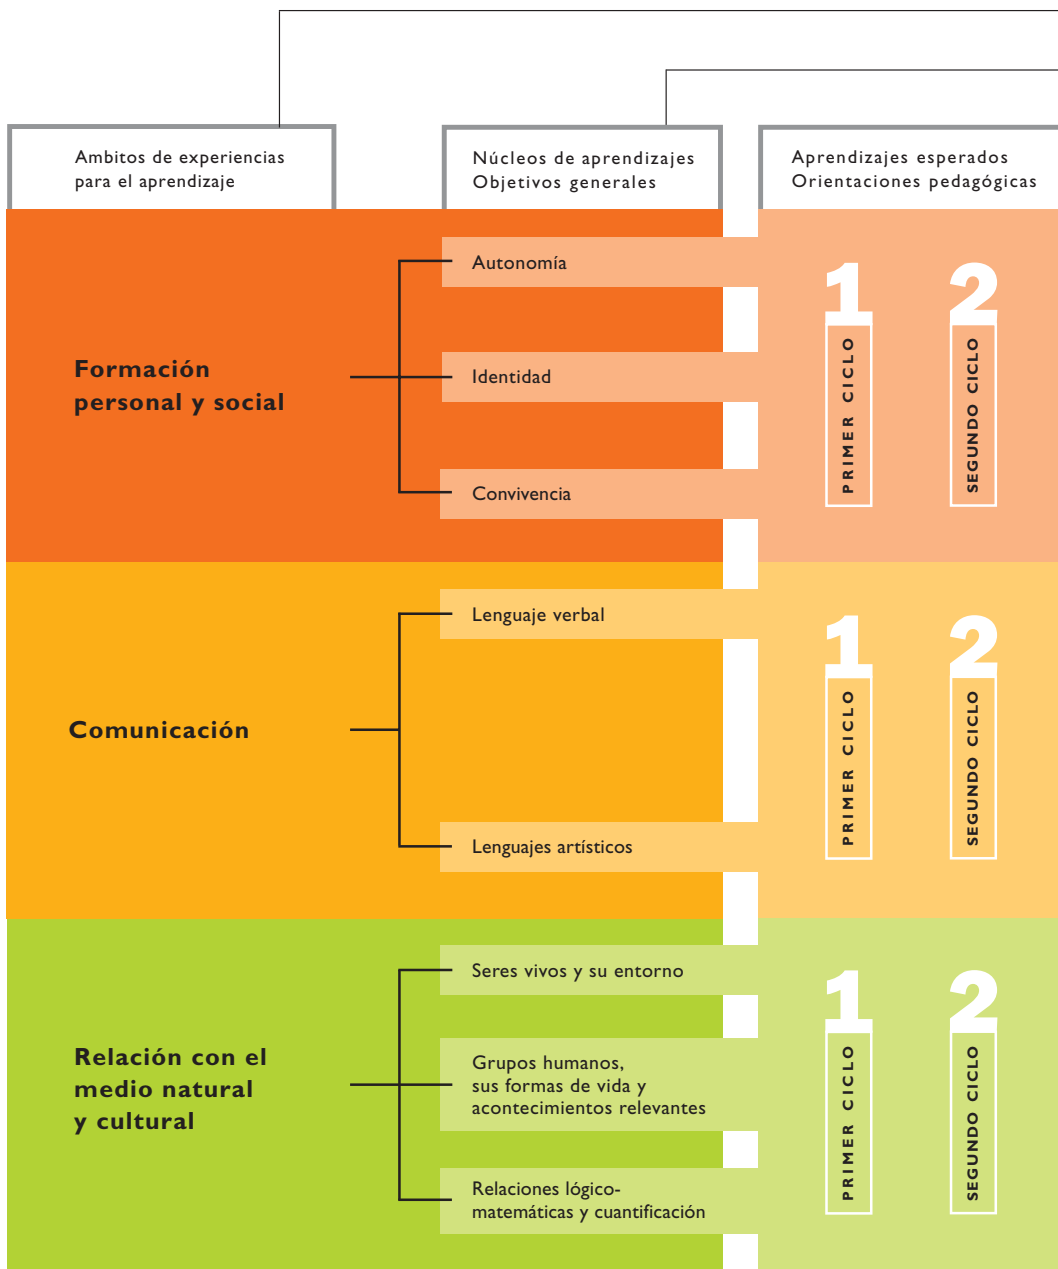 Ambitos de experiencias
para el aprendizaje
Núcleos de aprendizajes
Objetivos generales
Aprendizajes esperados
Orientaciones pedagógicas
Formación
personal y social
Autonomía
Identidad
Convivencia
1
PRIMER CICLO
2
SEGUNDO CICLO
Comunicación
Lenguaje verbal
Lenguajes artísticos
1
PRIMER CICLO
2
SEGUNDO CICLO
Relación con el
medio natural
y cultural
Seres vivos y su entorno
Grupos humanos,
sus formas de vida y
acontecimientos relevantes
Relaciones lógico-
matemáticas y cuantificación
1
PRIMER CICLO
2
SEGUNDO CICLO